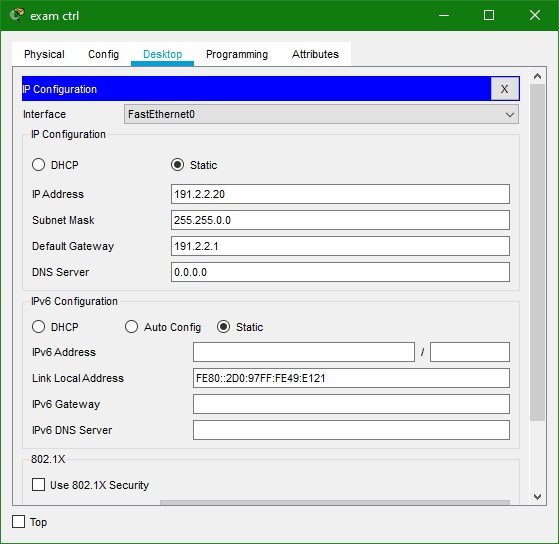 exam ctrl
Physical Config Desktop Programming Attributes
IP Configuration X
Interface FastEthernet0
IP Configuration
DHCP Static
IP Address 191.2.2.20
Subnet Mask 255.255.0.0
Default Gateway 191.2.2.1
DNS Server 0.0.0.0
IPv6 Configuration
DHCP Auto Config Static
IPv6 Address /
Link Local Address FE80::2D0:97FF:FE49:E121
IPv6 Gateway
IPv6 DNS Server
802.1X
Use 802.1X Security
Top